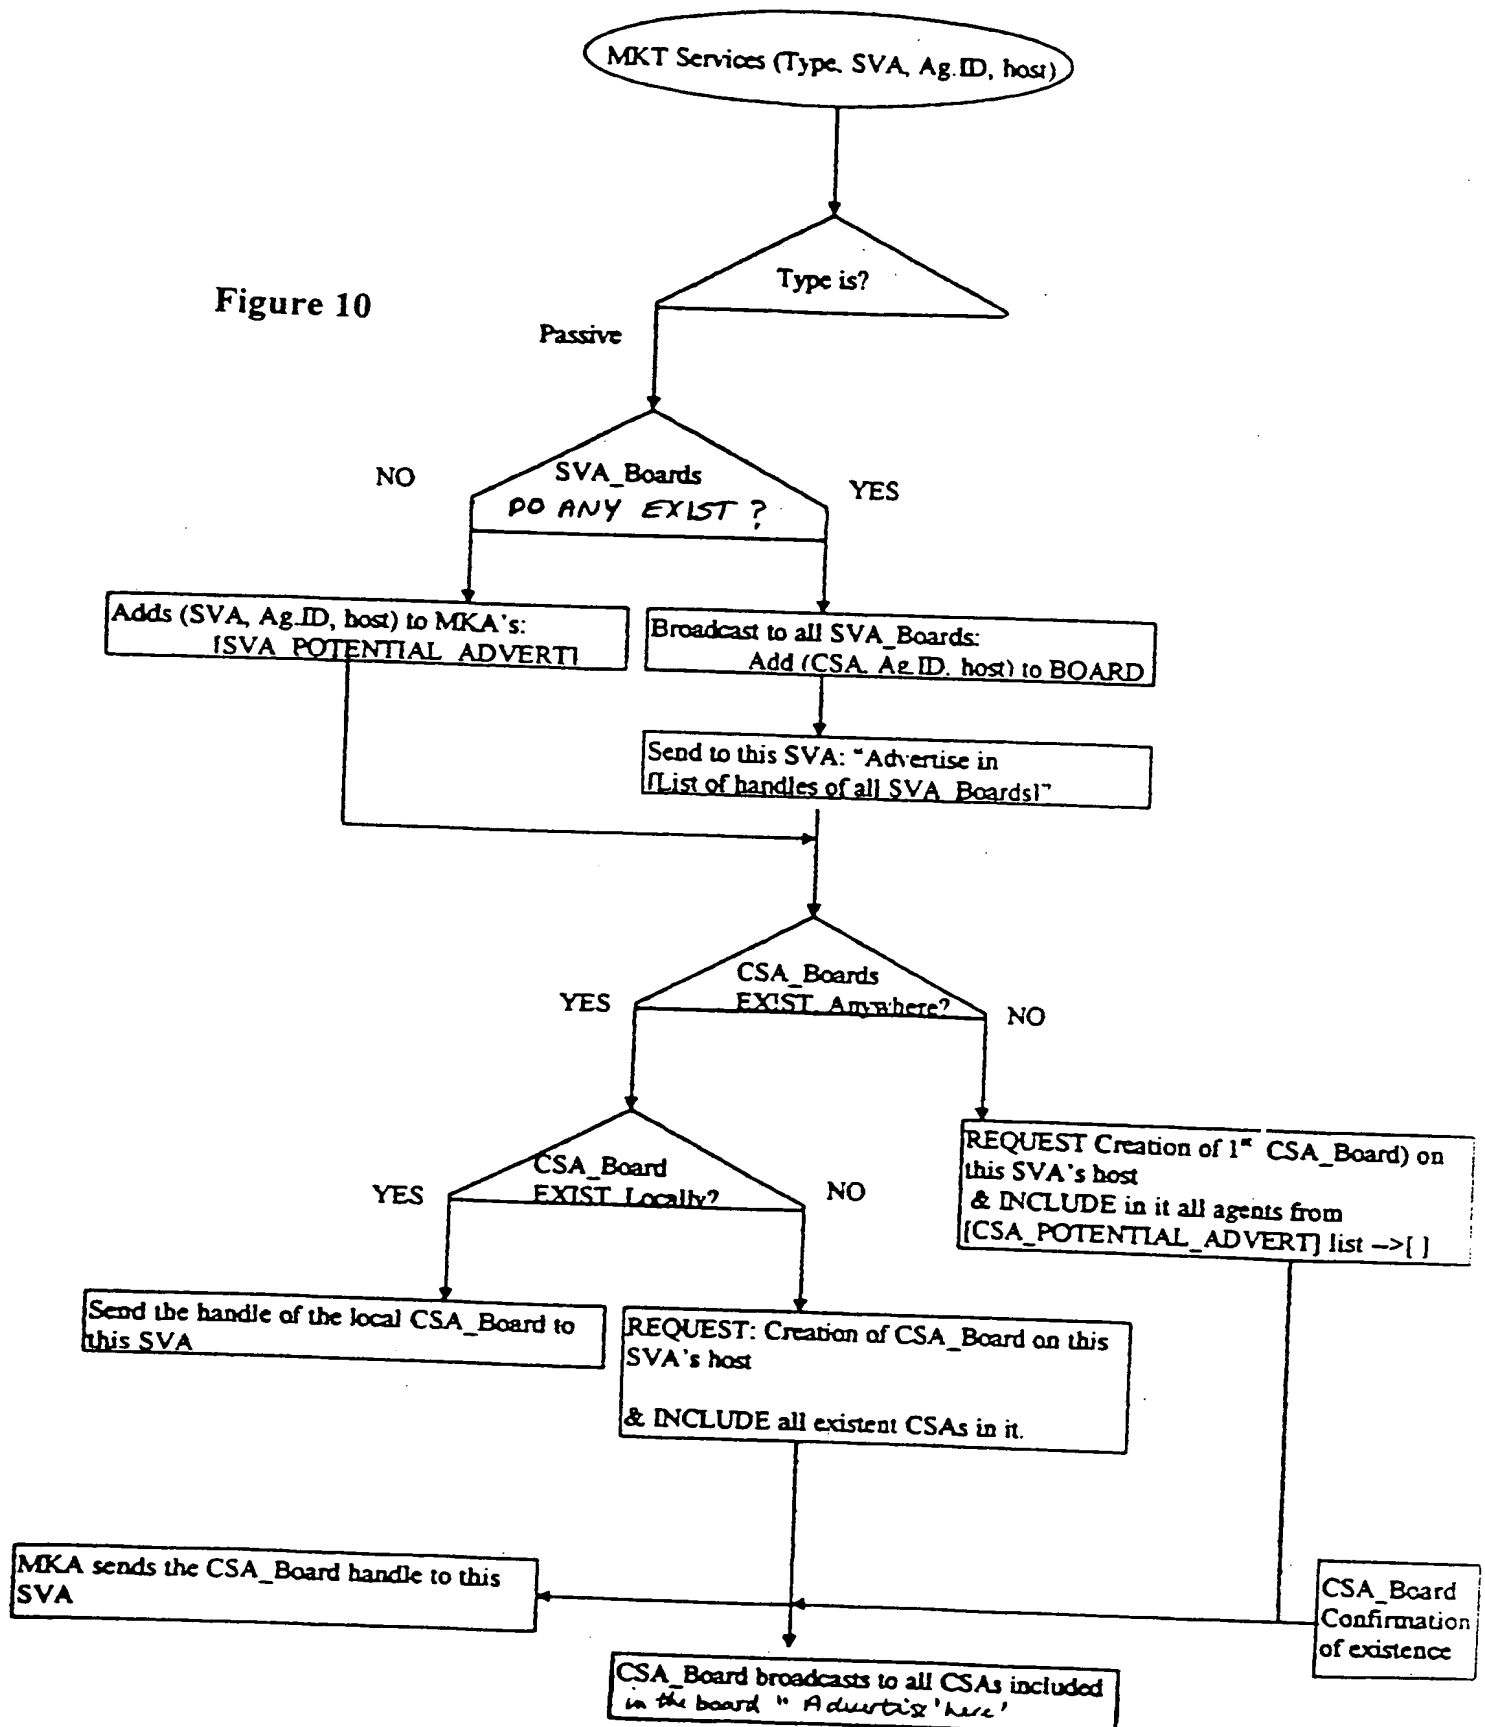 MKT Services (Type, SVA, Ag.ID, host)
Type is?
Figure 10
Passive
SVA_Boards
DO ANY EXIST ?
NO
YES
Adds (SVA, Ag.ID, host) to MKA's:
[SVA_POTENTIAL_ADVERT]
Broadcast to all SVA_Boards:
Add (CSA, Ag.ID, host) to BOARD
Send to this SVA: "Advertise in
[List of handles of all SVA_Boards]"
CSA_Boards
EXIST Anywhere?
YES
NO
CSA_Board
EXIST Locally?
YES
NO
REQUEST Creation of 1st CSA_Board) on
this SVA's host
& INCLUDE in it all agents from
[CSA_POTENTIAL_ADVERT] list -->[ ]
Send the handle of the local CSA_Board to
this SVA
REQUEST: Creation of CSA_Board on this
SVA's host
& INCLUDE all existent CSAs in it.
MKA sends the CSA_Board handle to this
SVA
CSA_Board
Confirmation
of existence
CSA_Board broadcasts to all CSAs included
in the board " Advertise 'here'